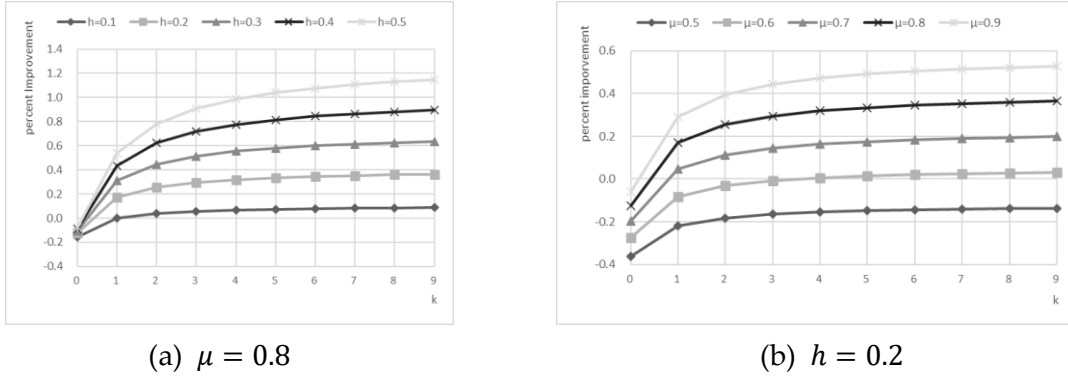 h=0.1 h=0.2 h=0.3 h=0.4 h=0.5
percent Improvement
1.4
1.2
1.0
0.8
0.6
0.4
0.2
0.0
-0.2
-0.4
0 1 2 3 4 5 6 7 8 9
k
(a) μ = 0.8
μ=0.5 μ=0.6 μ=0.7 μ=0.8 μ=0.9
percent imporvement
0.6
0.4
0.2
0.0
-0.2
-0.4
0 1 2 3 4 5 6 7 8 9
k
(b) h = 0.2